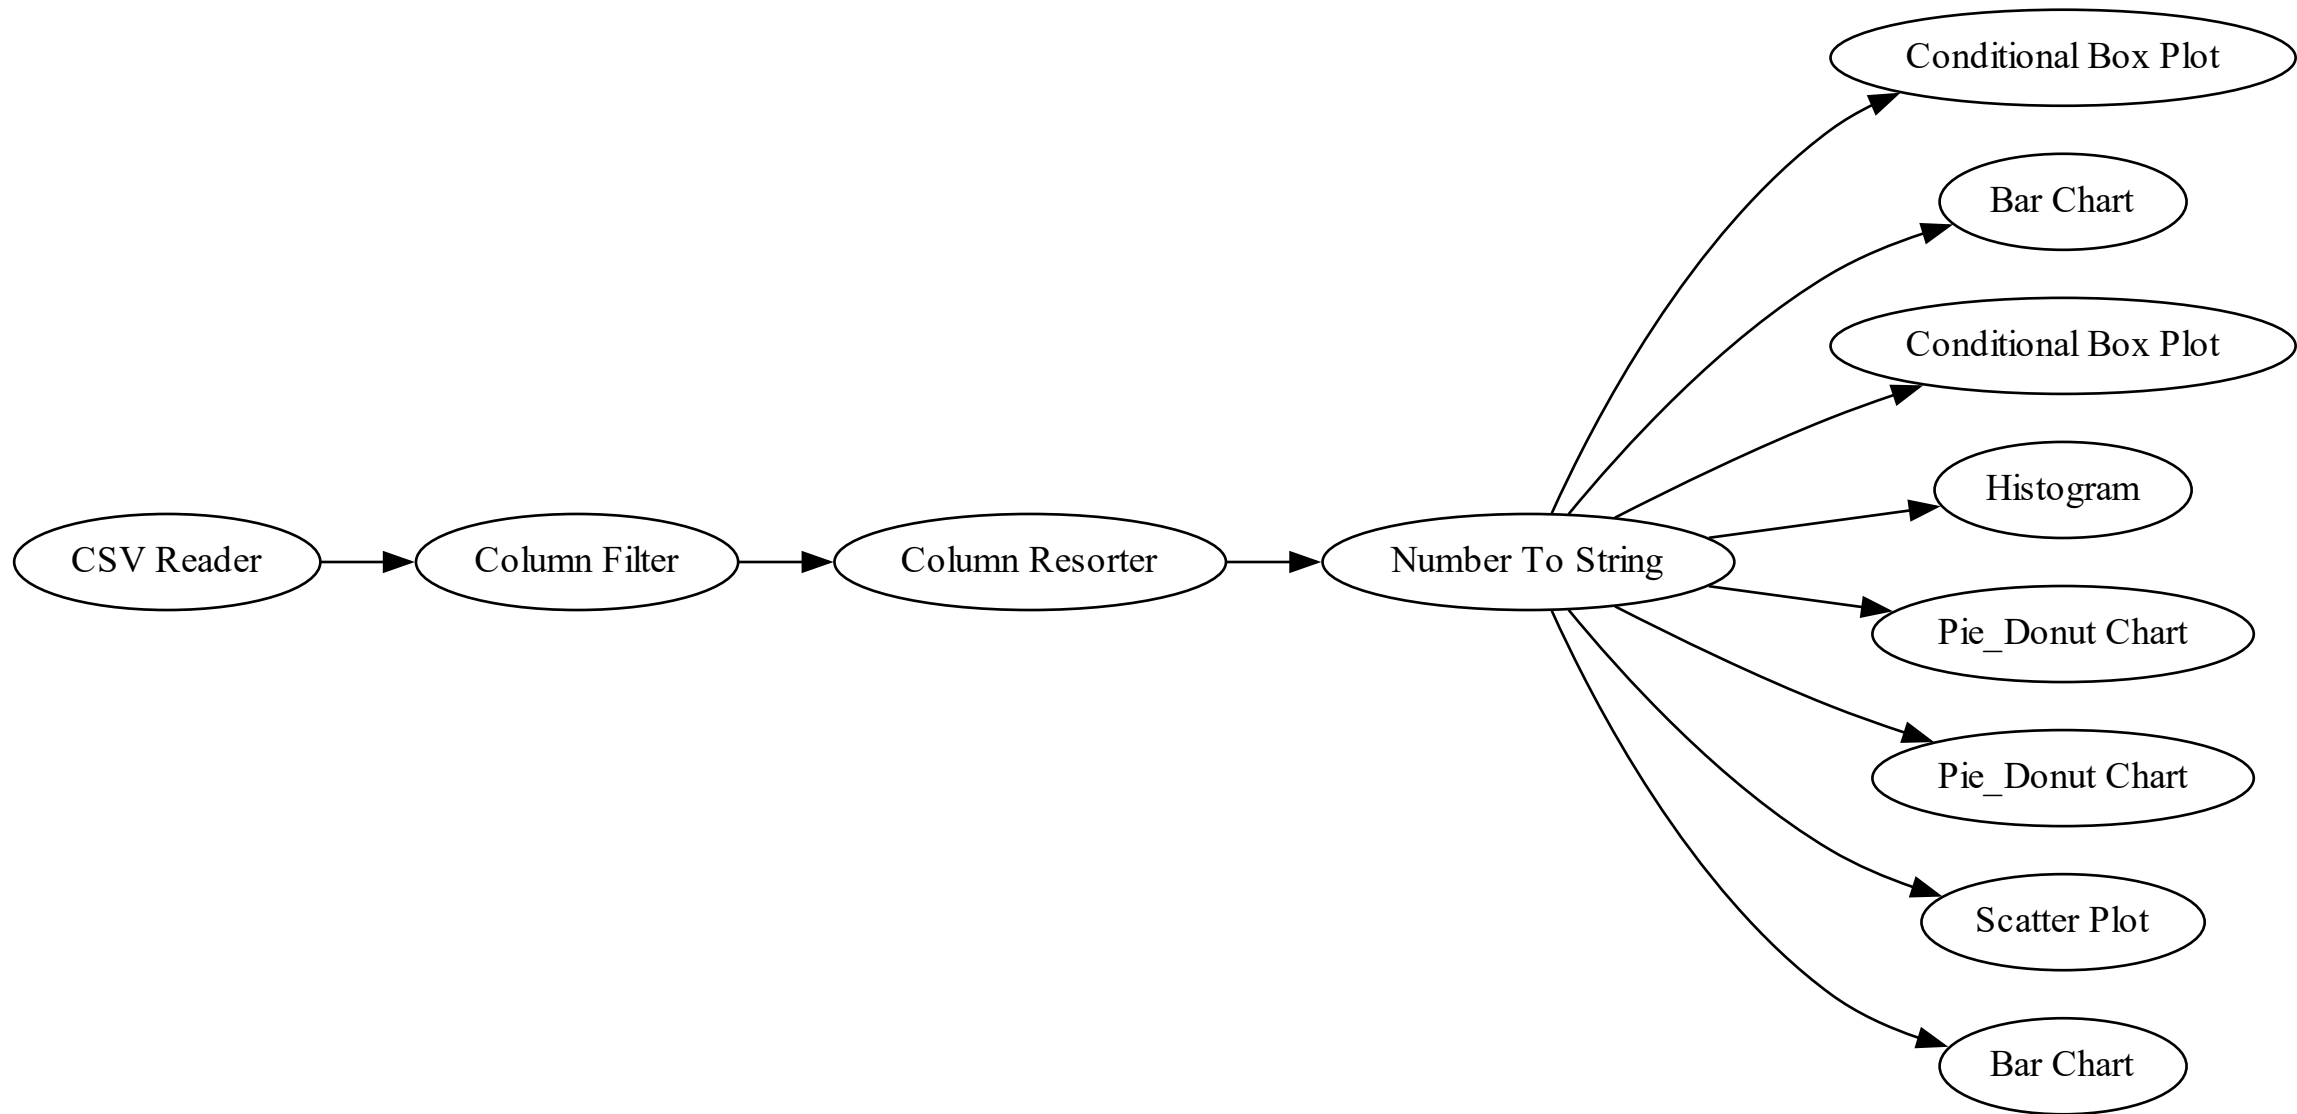 Conditional Box Plot
Bar Chart
Conditional Box Plot
Histogram
CSV Reader
Column Filter
Column Resorter
Number To String
Pie_Donut Chart
Pie_Donut Chart
Scatter Plot
Bar Chart